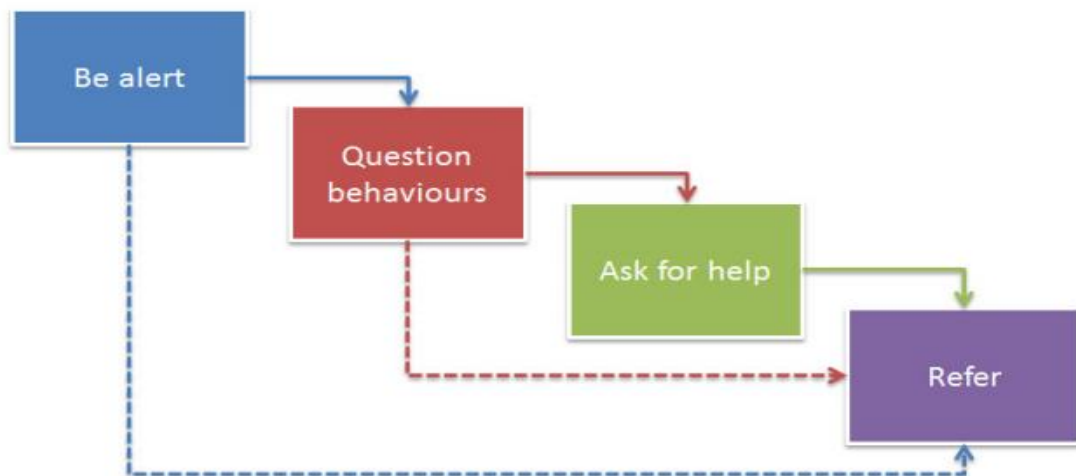 Be alert
Question
behaviours
Ask for help
Refer